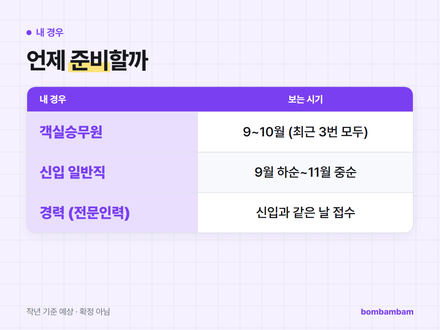 내 경우
언제 준비할까
내 경우 보는 시기
객실승무원 9~10월 (최근 3번 모두)
신입 일반직 9월 하순~11월 중순
경력 (전문인력) 신입과 같은 날 접수
작년 기준 예상 · 확정 아님 bombambam